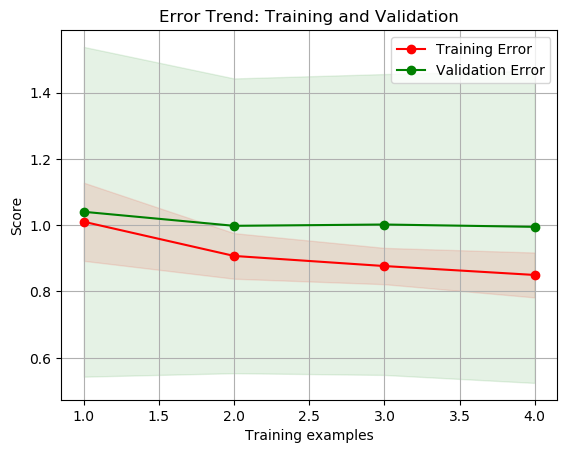 Error Trend: Training and Validation
Training Error
Validation Error
Score
1.4
1.2
1.0
0.8
0.6
1.0 1.5 2.0 2.5 3.0 3.5 4.0
Training examples